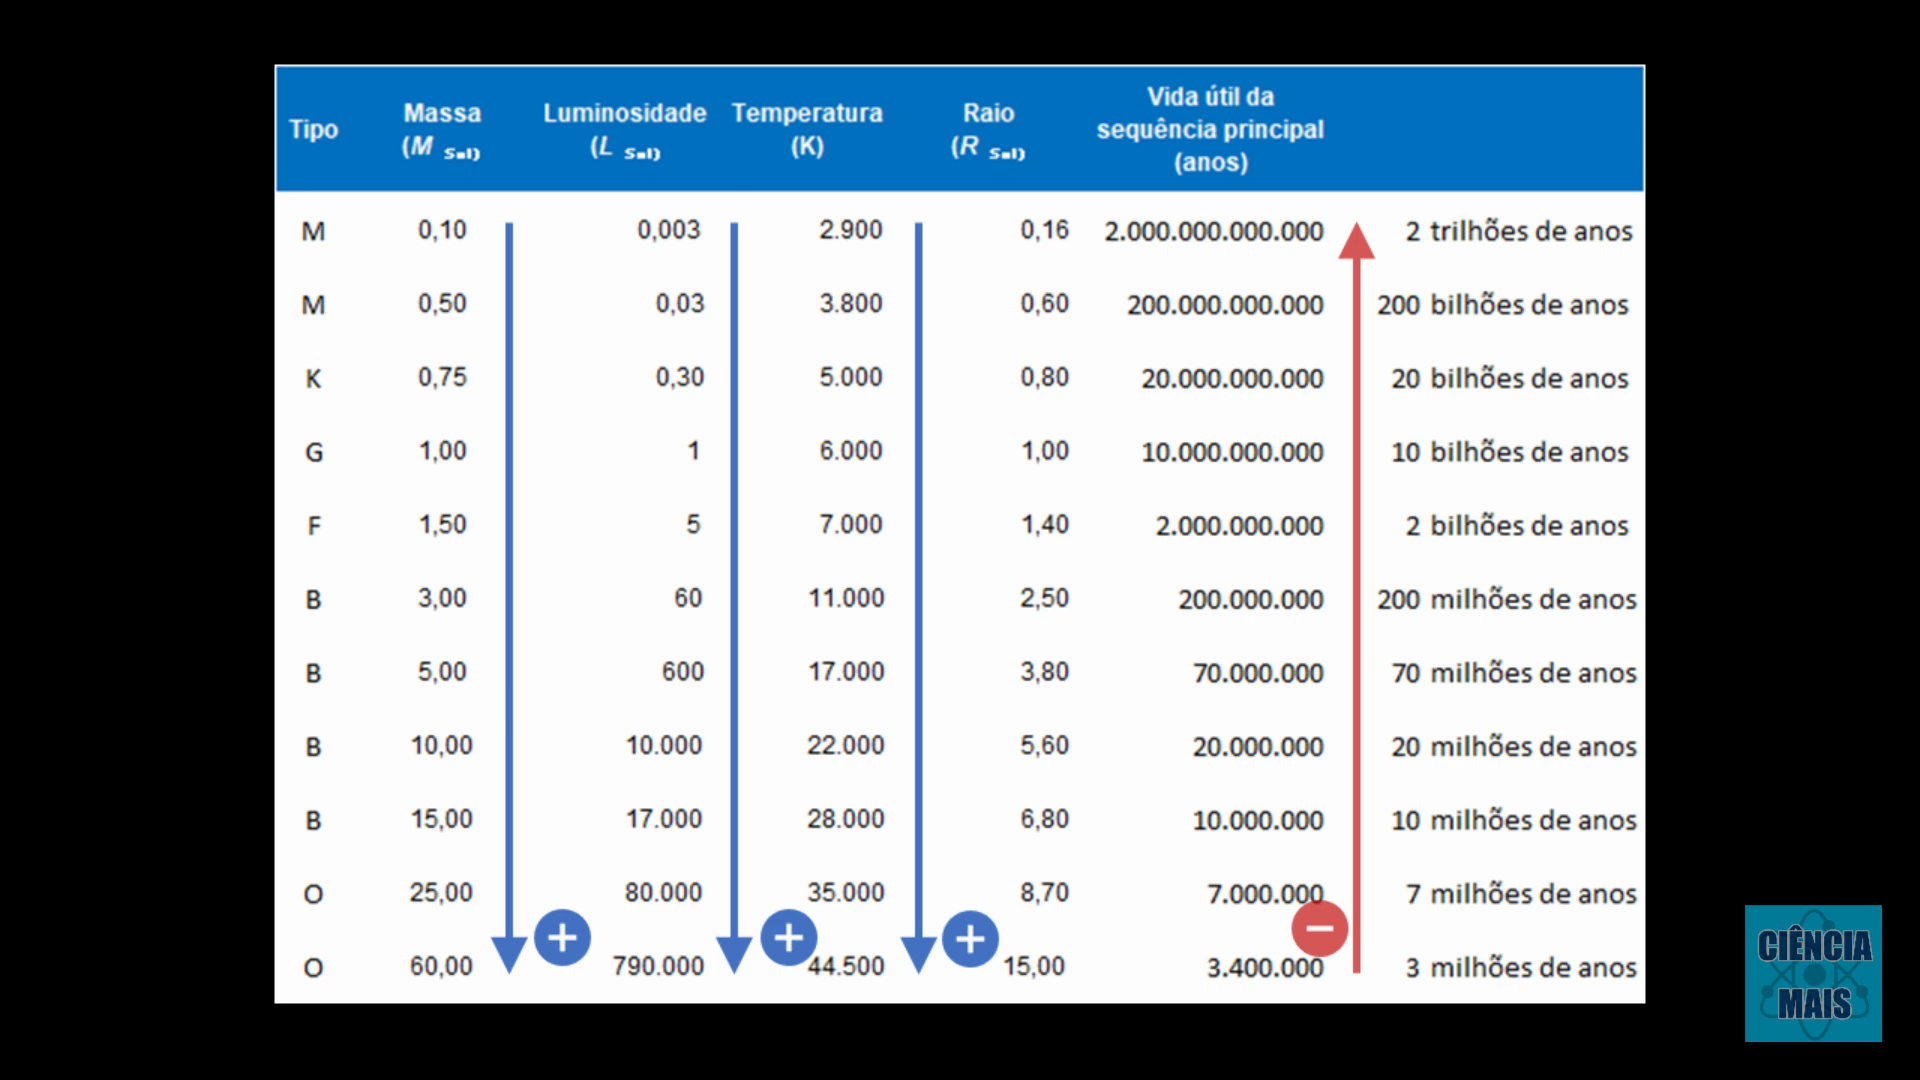 Tipo Massa (M Sol) Luminosidade (L Sol) Temperatura (K) Raio (R Sol) Vida útil da sequência principal (anos)
M 0,10 0,003 2.900 0,16 2.000.000.000.000 2 trilhões de anos
M 0,50 0,03 3.800 0,60 200.000.000.000 200 bilhões de anos
K 0,75 0,30 5.000 0,80 20.000.000.000 20 bilhões de anos
G 1,00 1 6.000 1,00 10.000.000.000 10 bilhões de anos
F 1,50 5 7.000 1,40 2.000.000.000 2 bilhões de anos
B 3,00 60 11.000 2,50 200.000.000 200 milhões de anos
B 5,00 600 17.000 3,80 70.000.000 70 milhões de anos
B 10,00 10.000 22.000 5,60 20.000.000 20 milhões de anos
B 15,00 17.000 28.000 6,80 10.000.000 10 milhões de anos
O 25,00 80.000 35.000 8,70 7.000.000 7 milhões de anos
+ + + −
O 60,00 790.000 44.500 15,00 3.400.000 3 milhões de anos
CIÊNCIA
MAIS